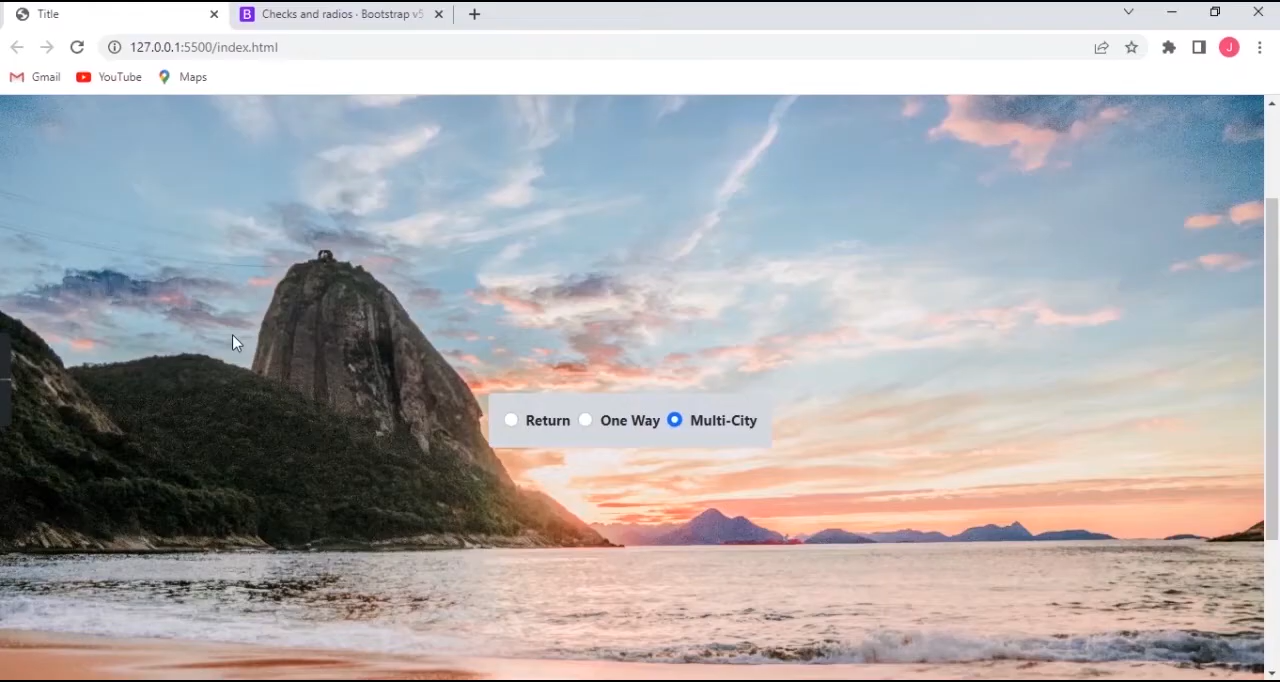 Title
Checks and radios · Bootstrap v5
127.0.0.1:5500/index.html
J
Gmail
YouTube
Maps
Return
One Way
Multi-City